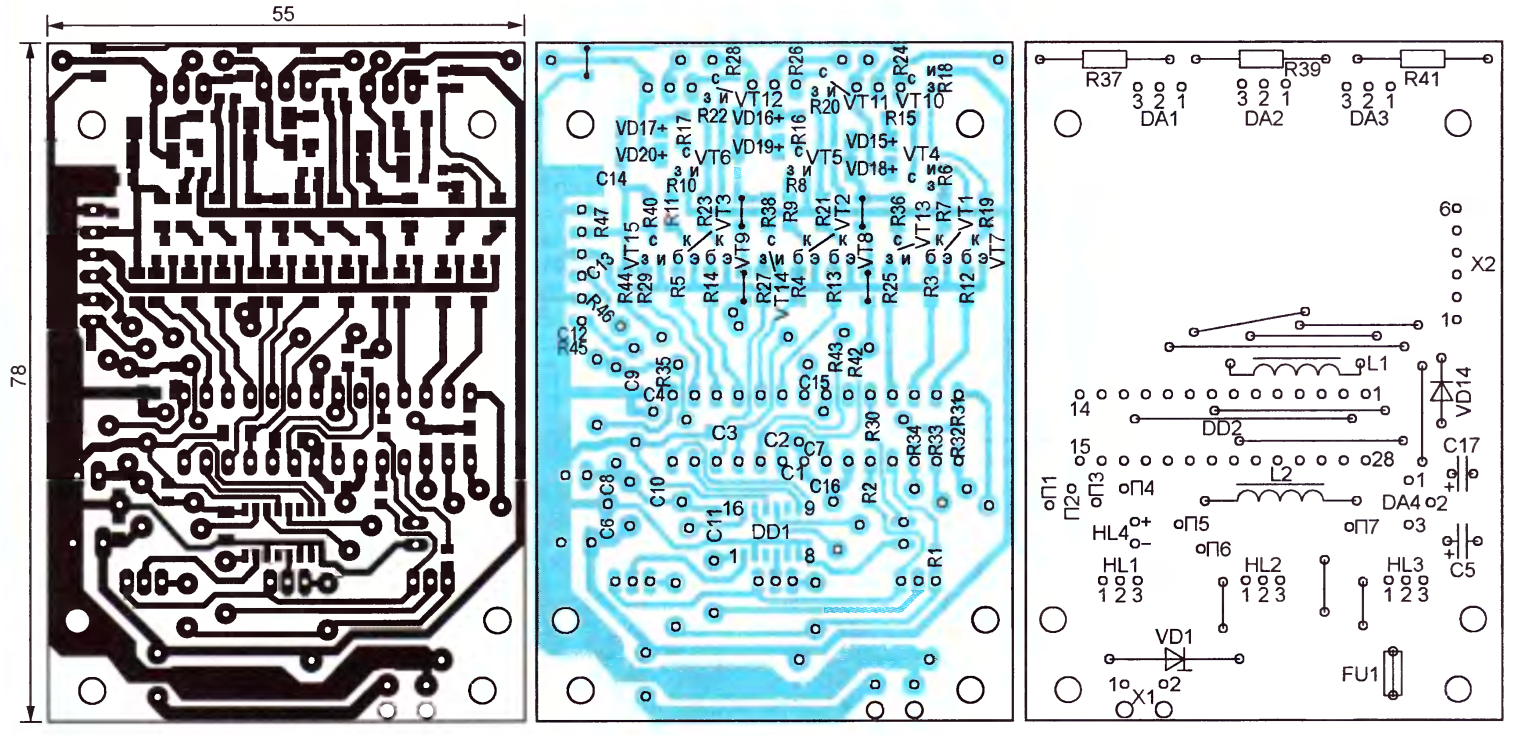 55
78
R28
R26
R24
с
с
с
и
R18
з и
VT12
R20
з и
VT11
VT10
з
R22
VD16+
R15
VD17+
R17
R16
VD15+
VD20+
с
VT6
VD19+
с
VT5
VD18+
VT4
з и
з и
с
и
з
R6
C14
R10
R8
R47
R40
R11
R23
VT3
R38
R9
R21
VT2
R36
VT13
R7
VT1
R19
VT15
с
к
с
к
с
к
з и б э б э
VT9
з и б э б э
VT8
з и б э б э
VT7
C13
R44
R29
R5
R14
R27
VT14
R4
R13
R25
R3
R12
R46
C12
R45
C9
R35
R43
R42
C4
C15
C3
C2
C7
R30
R34
R33
R32
R31
C1
C8
C10
C16
R2
C6
C11
16
9
DD1
1
8
R1
R37
R39
R41
3 2 1
3 2 1
3 2 1
DA1
DA2
DA3
6
X2
1
L1
14
1
VD14
DD2
15
28
C17
L2
1
+
П1
П2
П3
П4
DA4
2
HL4
+
−
П5
П7
3
П6
+
C5
HL1
HL2
HL3
1 2 3
1 2 3
1 2 3
VD1
FU1
1
2
X1